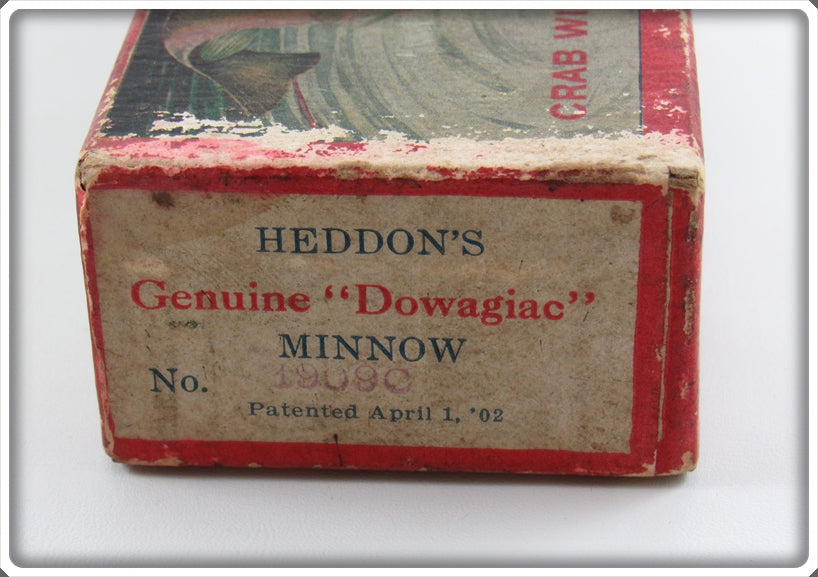 CRAB WI
HEDDON'S
Genuine "Dowagiac"
MINNOW
No. 1909C
Patented April 1, '02